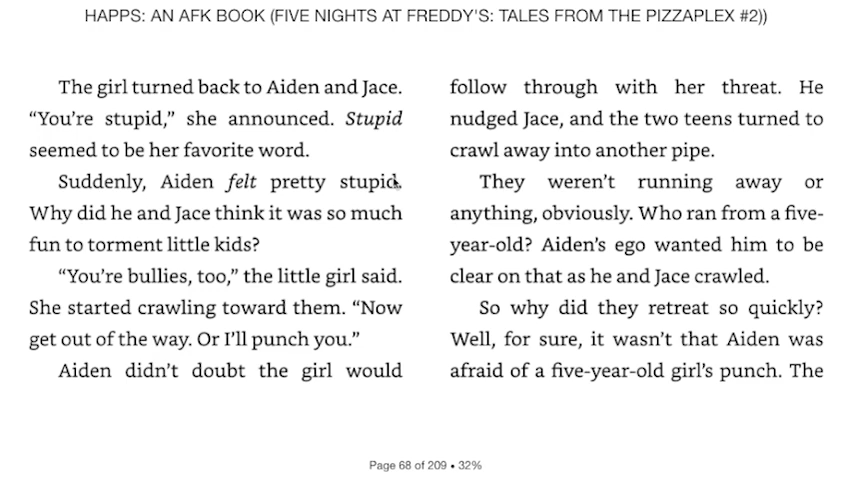 HAPPS: AN AFK BOOK (FIVE NIGHTS AT FREDDY'S: TALES FROM THE PIZZAPLEX #2))
The girl turned back to Aiden and Jace.
“You’re stupid,” she announced. Stupid
seemed to be her favorite word.
Suddenly, Aiden felt pretty stupid.
Why did he and Jace think it was so much
fun to torment little kids?
“You’re bullies, too,” the little girl said.
She started crawling toward them. “Now
get out of the way. Or I’ll punch you.”
Aiden didn’t doubt the girl would
follow through with her threat. He
nudged Jace, and the two teens turned to
crawl away into another pipe.
They weren’t running away or
anything, obviously. Who ran from a five-
year-old? Aiden’s ego wanted him to be
clear on that as he and Jace crawled.
So why did they retreat so quickly?
Well, for sure, it wasn’t that Aiden was
afraid of a five-year-old girl’s punch. The
Page 68 of 209 • 32%